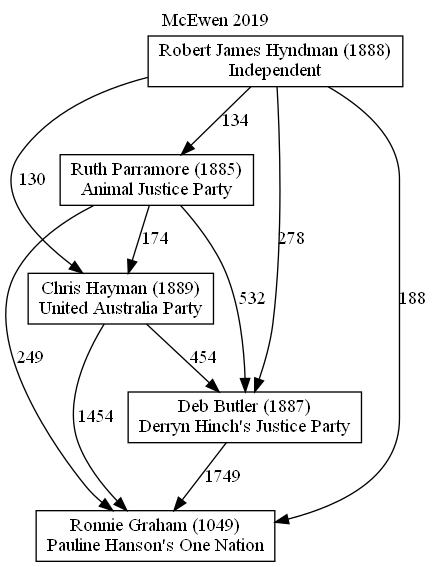 McEwen 2019
Robert James Hyndman (1888)
Independent
134
Ruth Parramore (1885)
Animal Justice Party
130
174
278
Chris Hayman (1889)
United Australia Party
532
188
249
454
1454
Deb Butler (1887)
Derryn Hinch's Justice Party
1749
Ronnie Graham (1049)
Pauline Hanson's One Nation